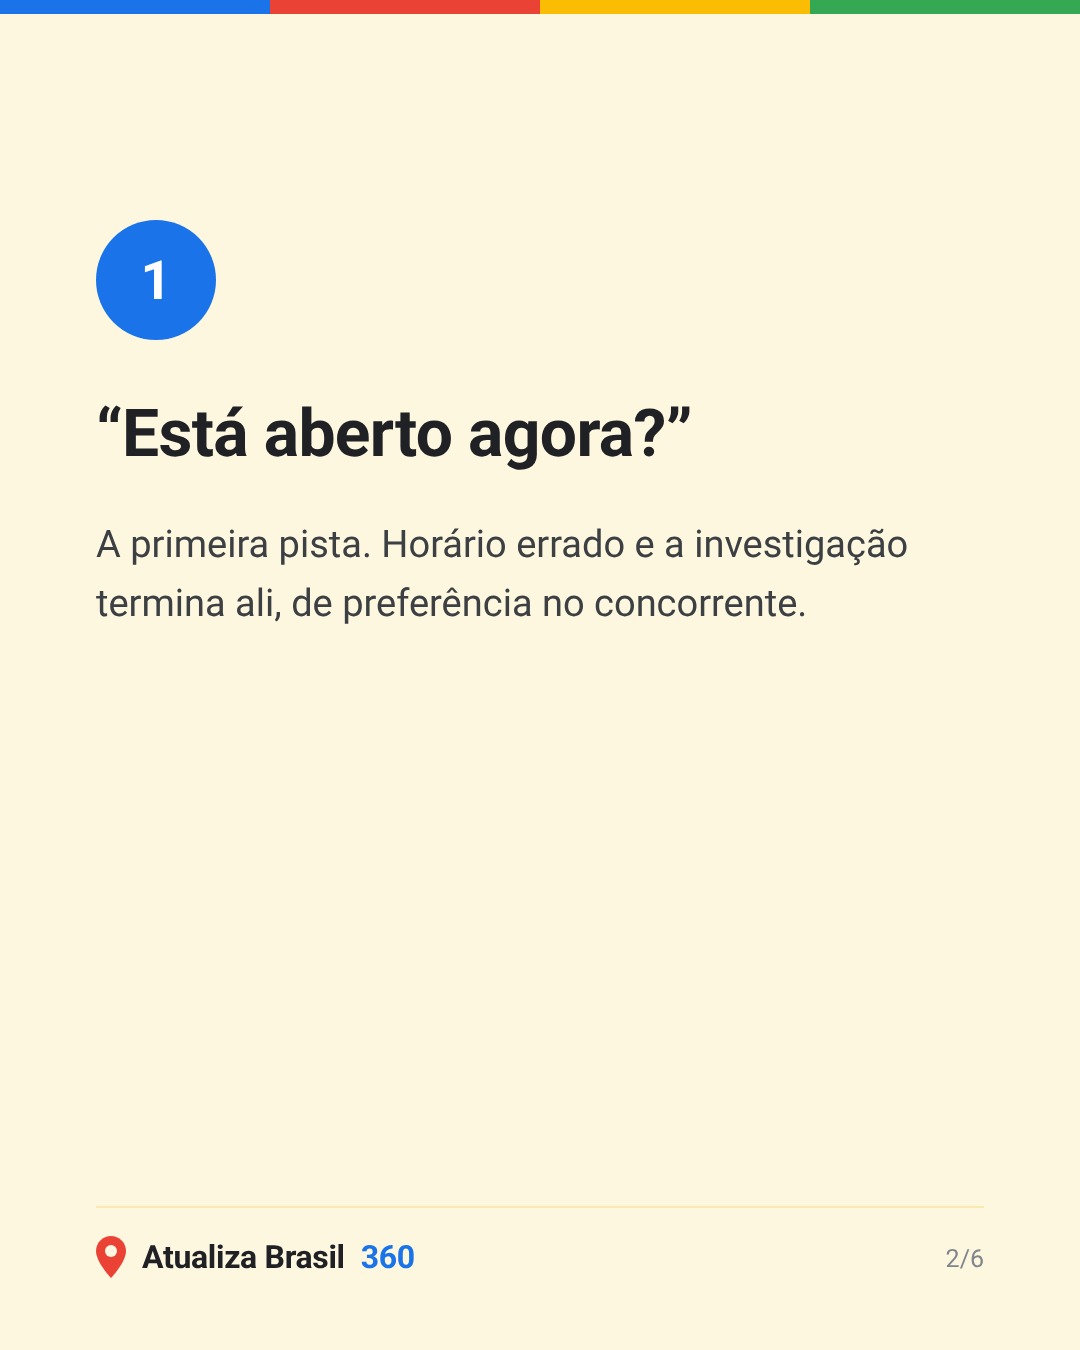 1
“Está aberto agora?”
A primeira pista. Horário errado e a investigação
termina ali, de preferência no concorrente.
Atualiza Brasil 360
2/6